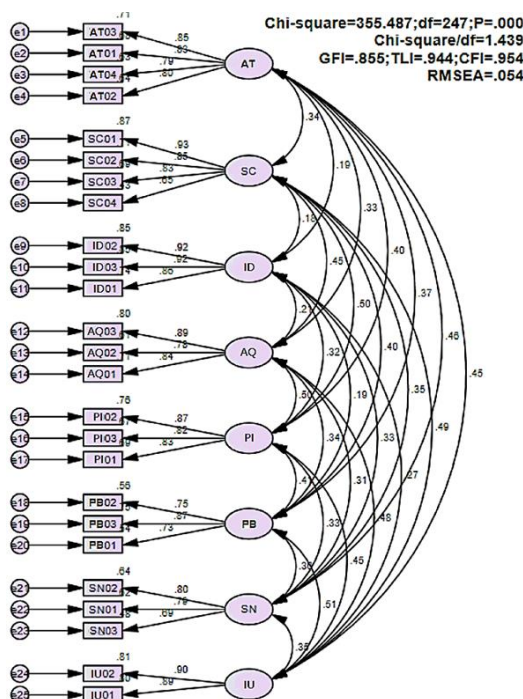 Chi-square=355.487;df=247;P=.000
Chi-square/df=1.439
GFI=.855;TLI=.944;CFI=.954
RMSEA=.054
.71
e1 AT03 .85
e2 AT01 .83
e3 AT04 .79
e4 AT02 .80
AT
.34
.87
e5 SC01 .93
e6 SC02 .85
e7 SC03 .83
e8 SC04 .65
SC
.19
.33
.18
.45
.40
.37
.85
e9 ID02 .92
e10 ID03 .92
e11 ID01 .86
ID
.21
.50
.46
.45
.80
e12 AQ03 .89
e13 AQ02 .78
e14 AQ01 .84
AQ
.32
.40
.35
.50
.19
.49
.76
e15 PI02 .87
e16 PI03 .82
e17 PI01 .83
PI
.34
.33
.27
.41
.31
.48
.56
e18 PB02 .75
e19 PB03 .87
e20 PB01 .73
PB
.33
.45
.51
.64
e21 SN02 .80
e22 SN01 .79
e23 SN03 .69
SN
.35
.81
e24 IU02 .90
e25 IU01 .89
IU